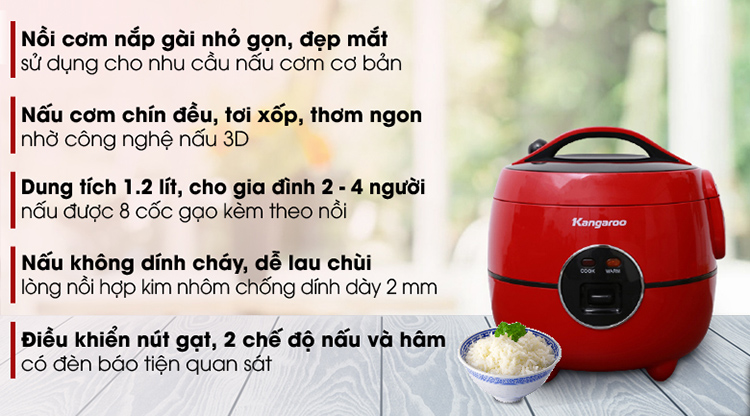 Nồi cơm nắp gài nhỏ gọn, đẹp mắt
sử dụng cho nhu cầu nấu cơm cơ bản
Nấu cơm chín đều, tơi xốp, thơm ngon
nhờ công nghệ nấu 3D
Dung tích 1.2 lít, cho gia đình 2 - 4 người
nấu được 8 cốc gạo kèm theo nồi
Nấu không dính cháy, dễ lau chùi
lòng nồi hợp kim nhôm chống dính dày 2 mm
Điều khiển nút gạt, 2 chế độ nấu và hâm
có đèn báo tiện quan sát
Kangaroo
COOK WARM